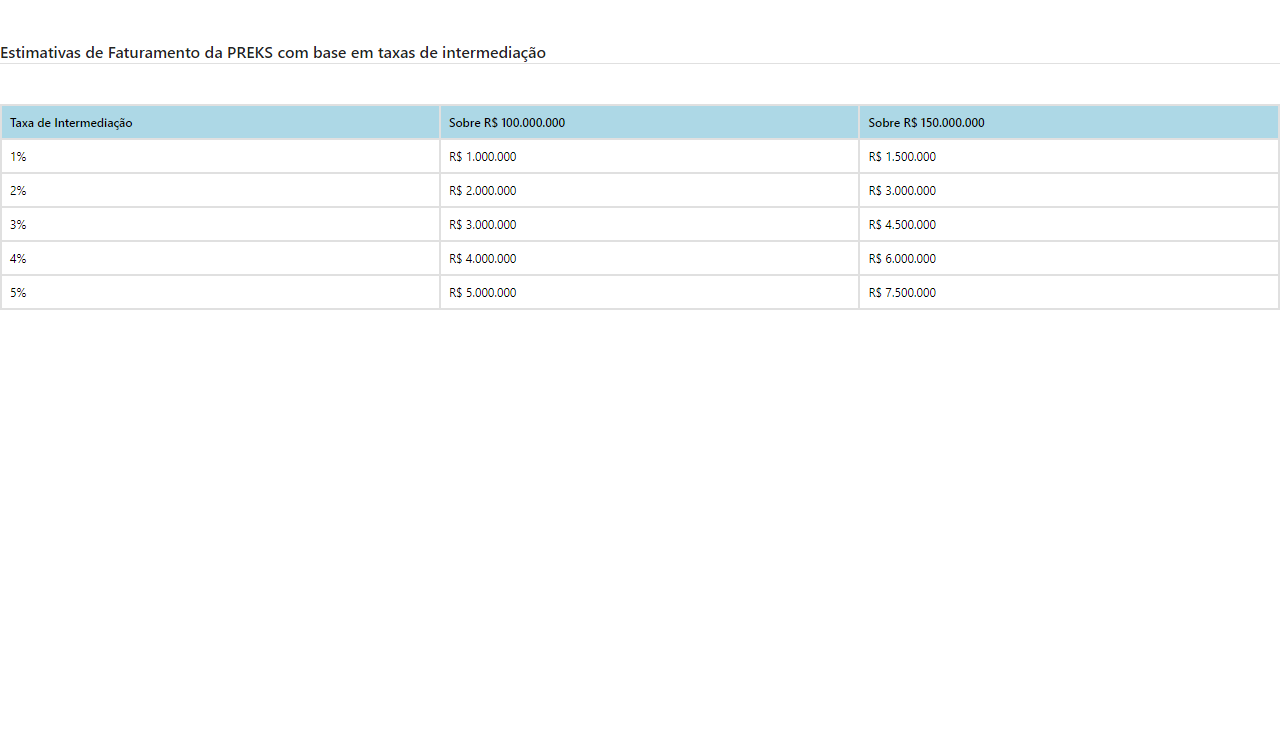 Estimativas de Faturamento da PREKS com base em taxas de intermediação
Taxa de Intermediação Sobre R$ 100.000.000 Sobre R$ 150.000.000
1% R$ 1.000.000 R$ 1.500.000
2% R$ 2.000.000 R$ 3.000.000
3% R$ 3.000.000 R$ 4.500.000
4% R$ 4.000.000 R$ 6.000.000
5% R$ 5.000.000 R$ 7.500.000